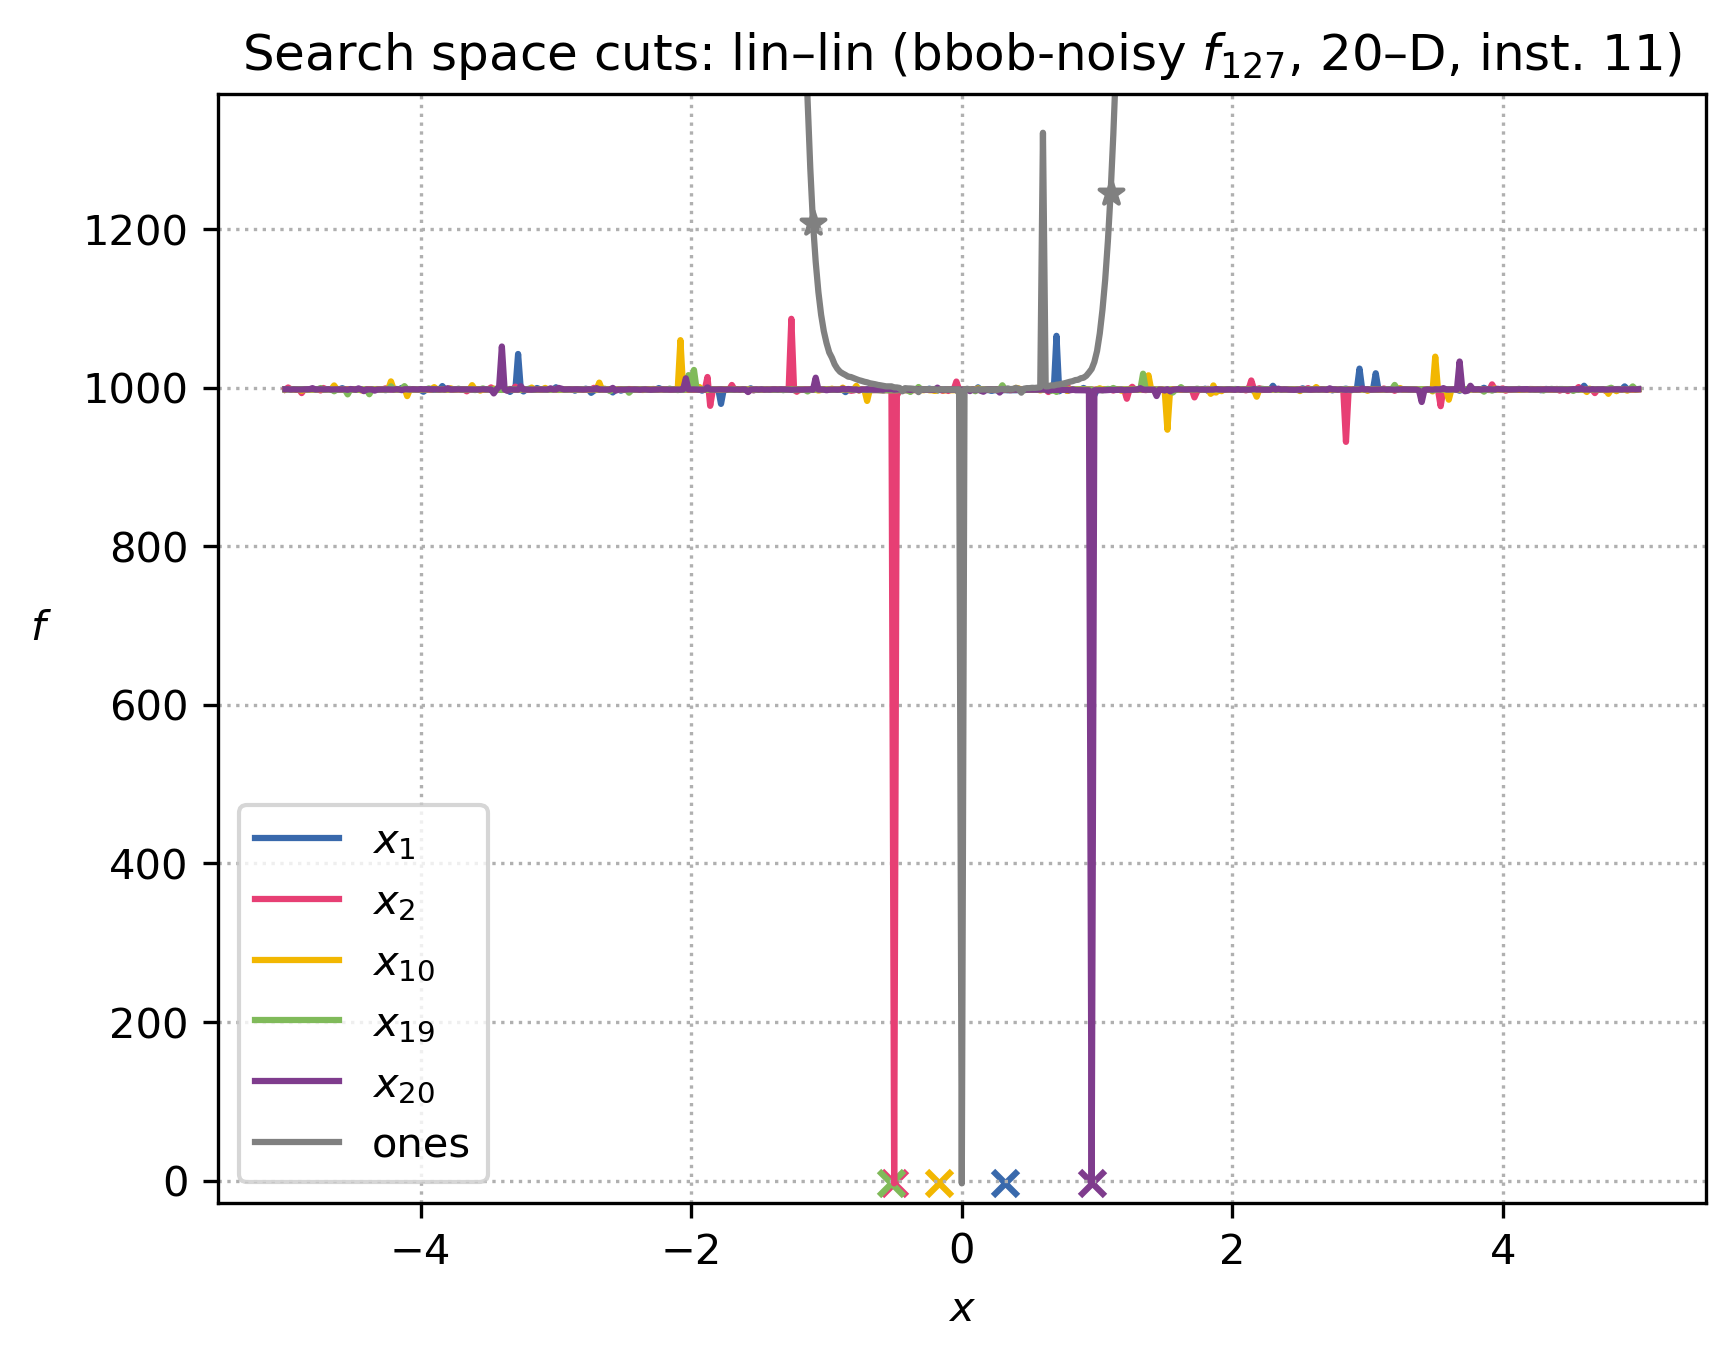 Search space cuts: lin–lin (bbob-noisy f₁₂₇, 20–D, inst. 11)
1200
1000
800
600
400
200
0
f
x₁
x₂
x₁₀
x₁₉
x₂₀
ones
−4 −2 0 2 4
x